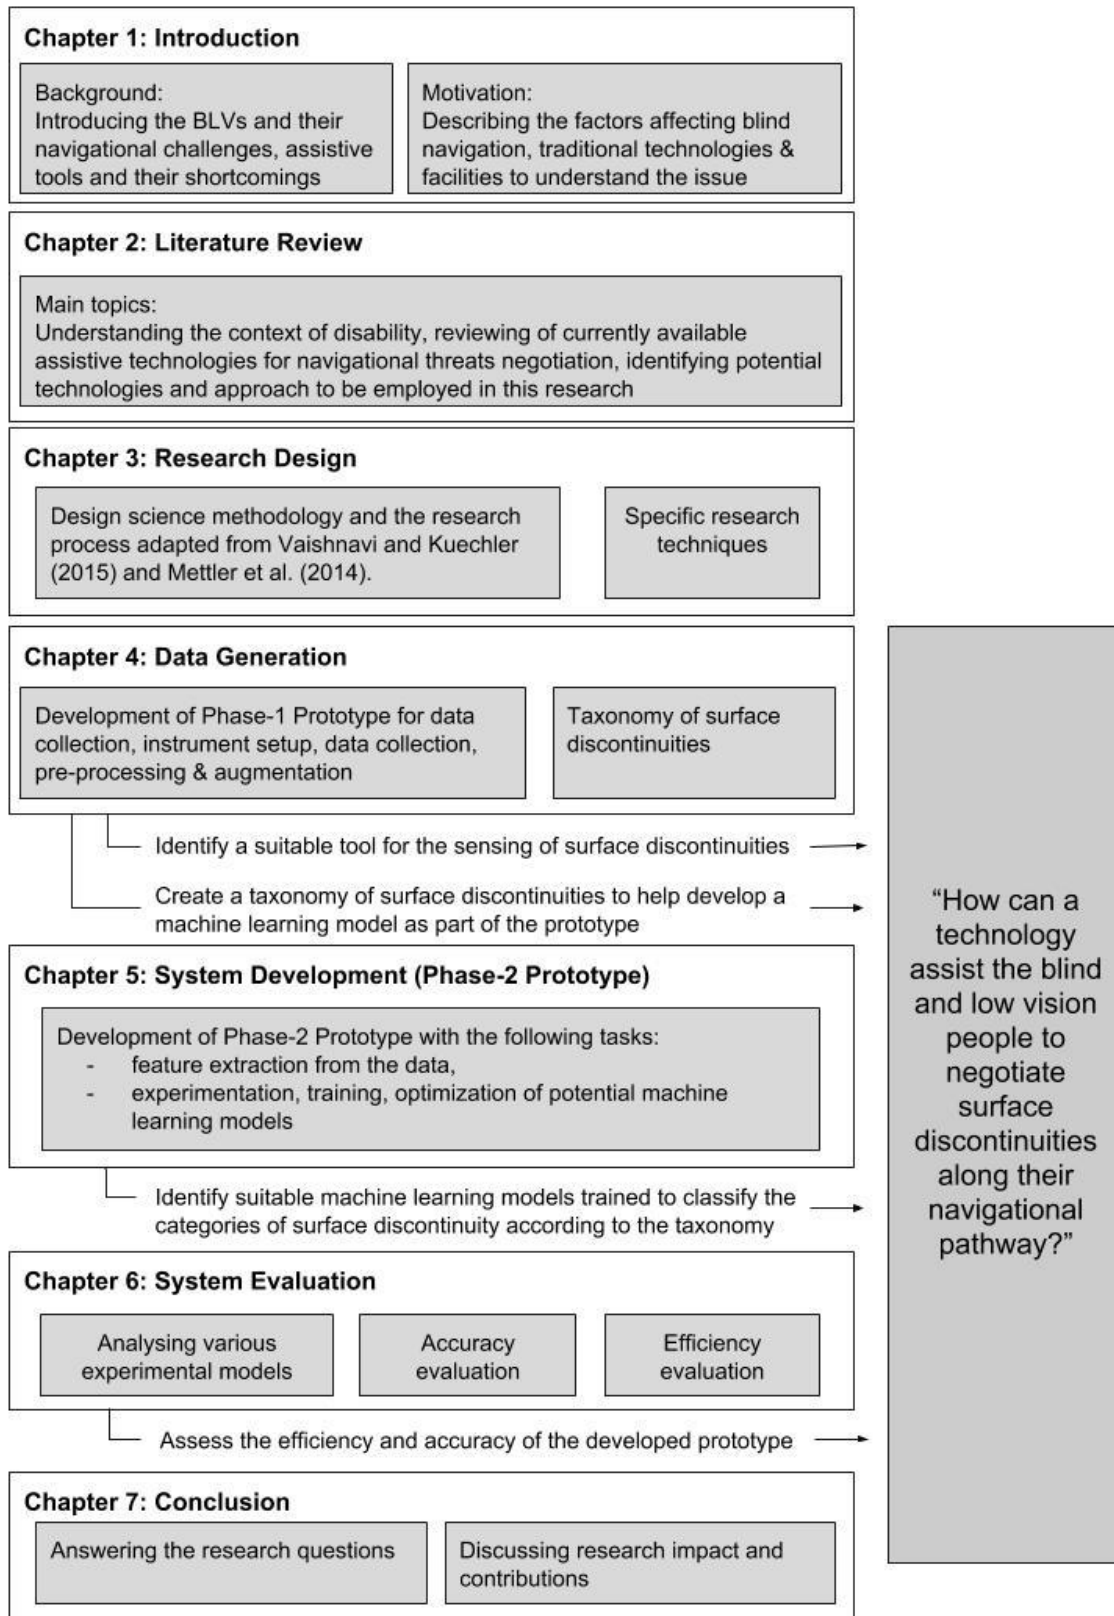 Chapter 1: Introduction
Background:
Introducing the BLVs and their
navigational challenges, assistive
tools and their shortcomings
Motivation:
Describing the factors affecting blind
navigation, traditional technologies &
facilities to understand the issue
Chapter 2: Literature Review
Main topics:
Understanding the context of disability, reviewing of currently available
assistive technologies for navigational threats negotiation, identifying potential
technologies and approach to be employed in this research
Chapter 3: Research Design
Design science methodology and the research
process adapted from Vaishnavi and Kuechler
(2015) and Mettler et al. (2014).
Specific research
techniques
Chapter 4: Data Generation
Development of Phase-1 Prototype for data
collection, instrument setup, data collection,
pre-processing & augmentation
Taxonomy of surface
discontinuities
Identify a suitable tool for the sensing of surface discontinuities
Create a taxonomy of surface discontinuities to help develop a
machine learning model as part of the prototype
Chapter 5: System Development (Phase-2 Prototype)
Development of Phase-2 Prototype with the following tasks:
- feature extraction from the data,
- experimentation, training, optimization of potential machine
learning models
Identify suitable machine learning models trained to classify the
categories of surface discontinuity according to the taxonomy
Chapter 6: System Evaluation
Analysing various
experimental models
Accuracy
evaluation
Efficiency
evaluation
Assess the efficiency and accuracy of the developed prototype
Chapter 7: Conclusion
Answering the research questions
Discussing research impact and
contributions
“How can a
technology
assist the blind
and low vision
people to
negotiate
surface
discontinuities
along their
navigational
pathway?”